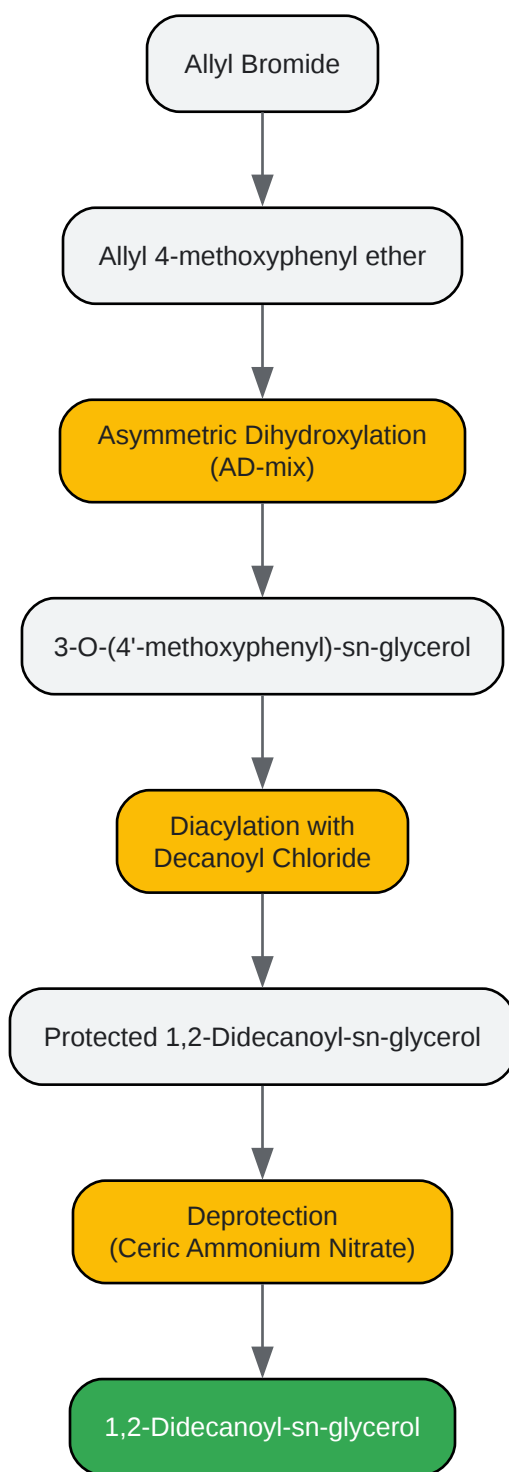 Allyl Bromide
Allyl 4-methoxyphenyl ether
Asymmetric Dihydroxylation
(AD-mix)
3-O-(4'-methoxyphenyl)-sn-glycerol
Diacylation with
Decanoyl Chloride
Protected 1,2-Didecanoyl-sn-glycerol
Deprotection
(Ceric Ammonium Nitrate)
1,2-Didecanoyl-sn-glycerol